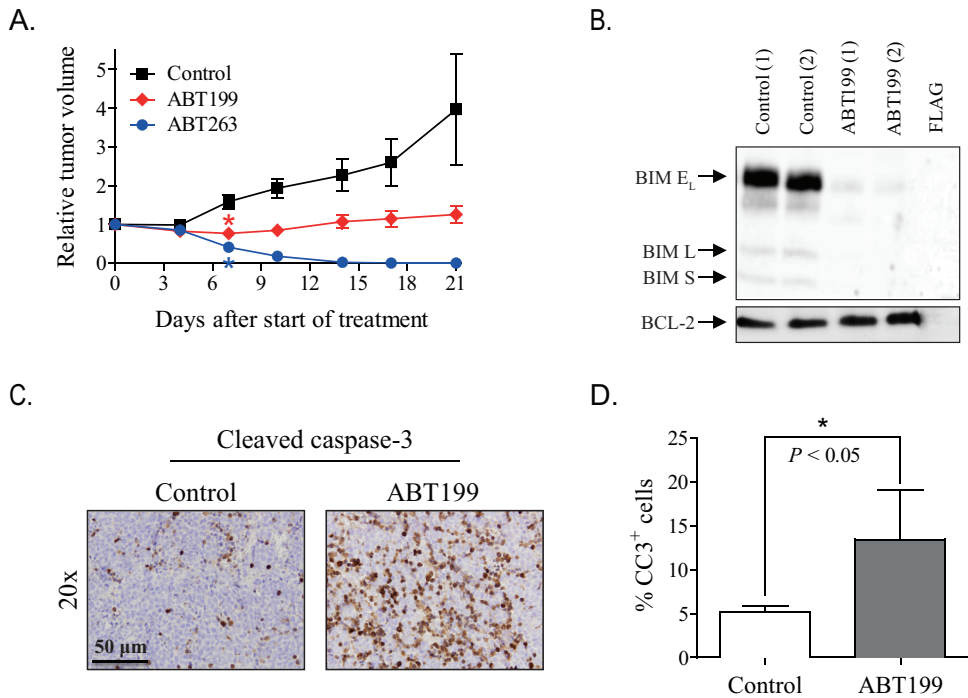 A.
Relative tumor volume
5
4
3
2
1
0
Control
ABT199
ABT263
*
*
0 3 6 9 12 15 18 21
Days after start of treatment
B.
Control (1)
Control (2)
ABT199 (1)
ABT199 (2)
FLAG
BIM EL
BIM L
BIM S
BCL-2
C.
Cleaved caspase-3
Control ABT199
20x
50 µm
D.
% CC3+ cells
25
20
15
10
5
0
*
P < 0.05
Control ABT199